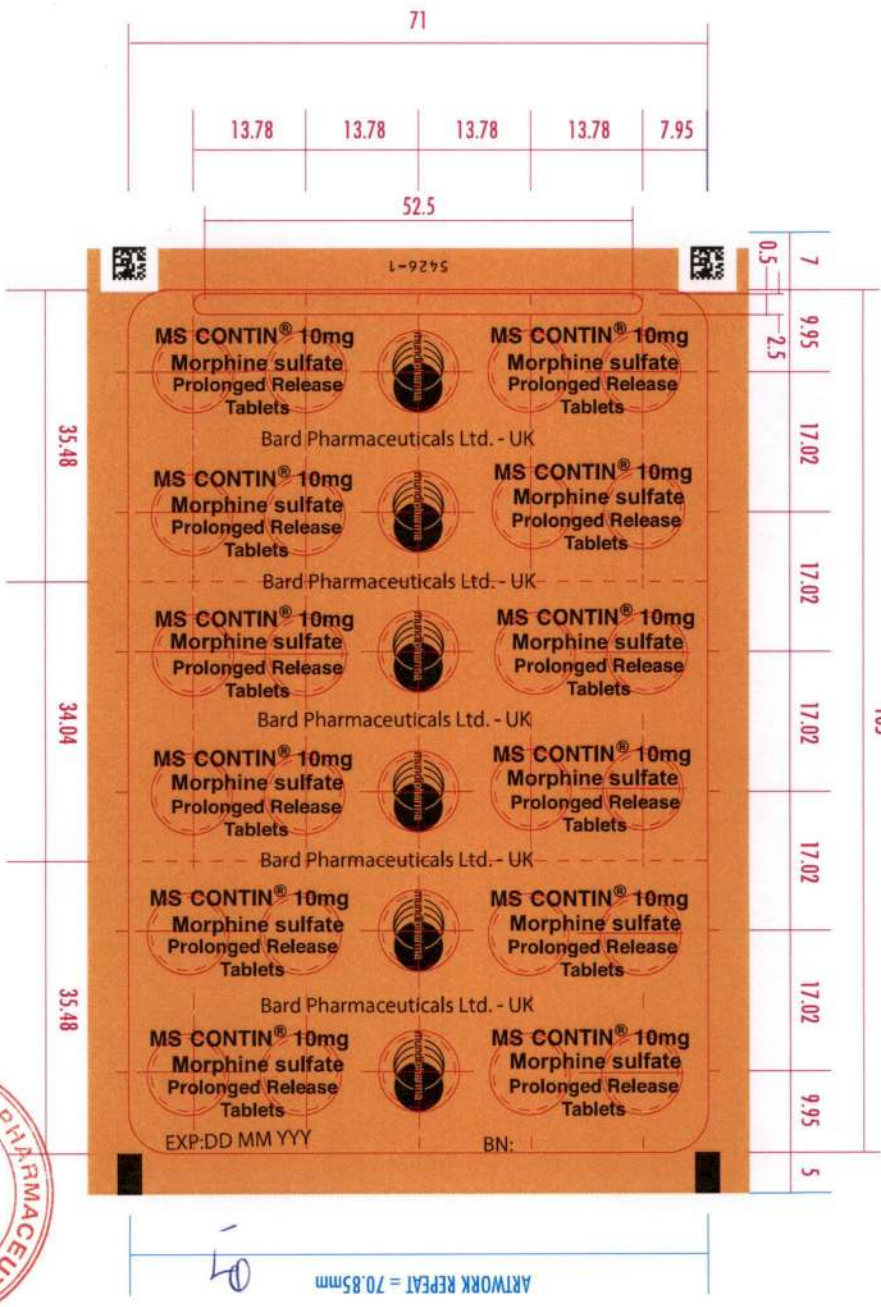 71
13.78 13.78 13.78 13.78 7.95
52.5
5426-1
7
0.5
2.5
9.95
MS CONTIN® 10mg
Morphine sulfate
Prolonged Release
Tablets
mundipharma
MS CONTIN® 10mg
Morphine sulfate
Prolonged Release
Tablets
Bard Pharmaceuticals Ltd. - UK
35.48
17.02
MS CONTIN® 10mg
Morphine sulfate
Prolonged Release
Tablets
mundipharma
MS CONTIN® 10mg
Morphine sulfate
Prolonged Release
Tablets
Bard Pharmaceuticals Ltd. - UK
17.02
MS CONTIN® 10mg
Morphine sulfate
Prolonged Release
Tablets
mundipharma
MS CONTIN® 10mg
Morphine sulfate
Prolonged Release
Tablets
Bard Pharmaceuticals Ltd. - UK
34.04
17.02
MS CONTIN® 10mg
Morphine sulfate
Prolonged Release
Tablets
mundipharma
MS CONTIN® 10mg
Morphine sulfate
Prolonged Release
Tablets
Bard Pharmaceuticals Ltd. - UK
17.02
MS CONTIN® 10mg
Morphine sulfate
Prolonged Release
Tablets
mundipharma
MS CONTIN® 10mg
Morphine sulfate
Prolonged Release
Tablets
Bard Pharmaceuticals Ltd. - UK
35.48
17.02
MS CONTIN® 10mg
Morphine sulfate
Prolonged Release
Tablets
mundipharma
MS CONTIN® 10mg
Morphine sulfate
Prolonged Release
Tablets
9.95
EXP:DD MM YYY BN:
5
ARTWORK REPEAT = 70.85mm